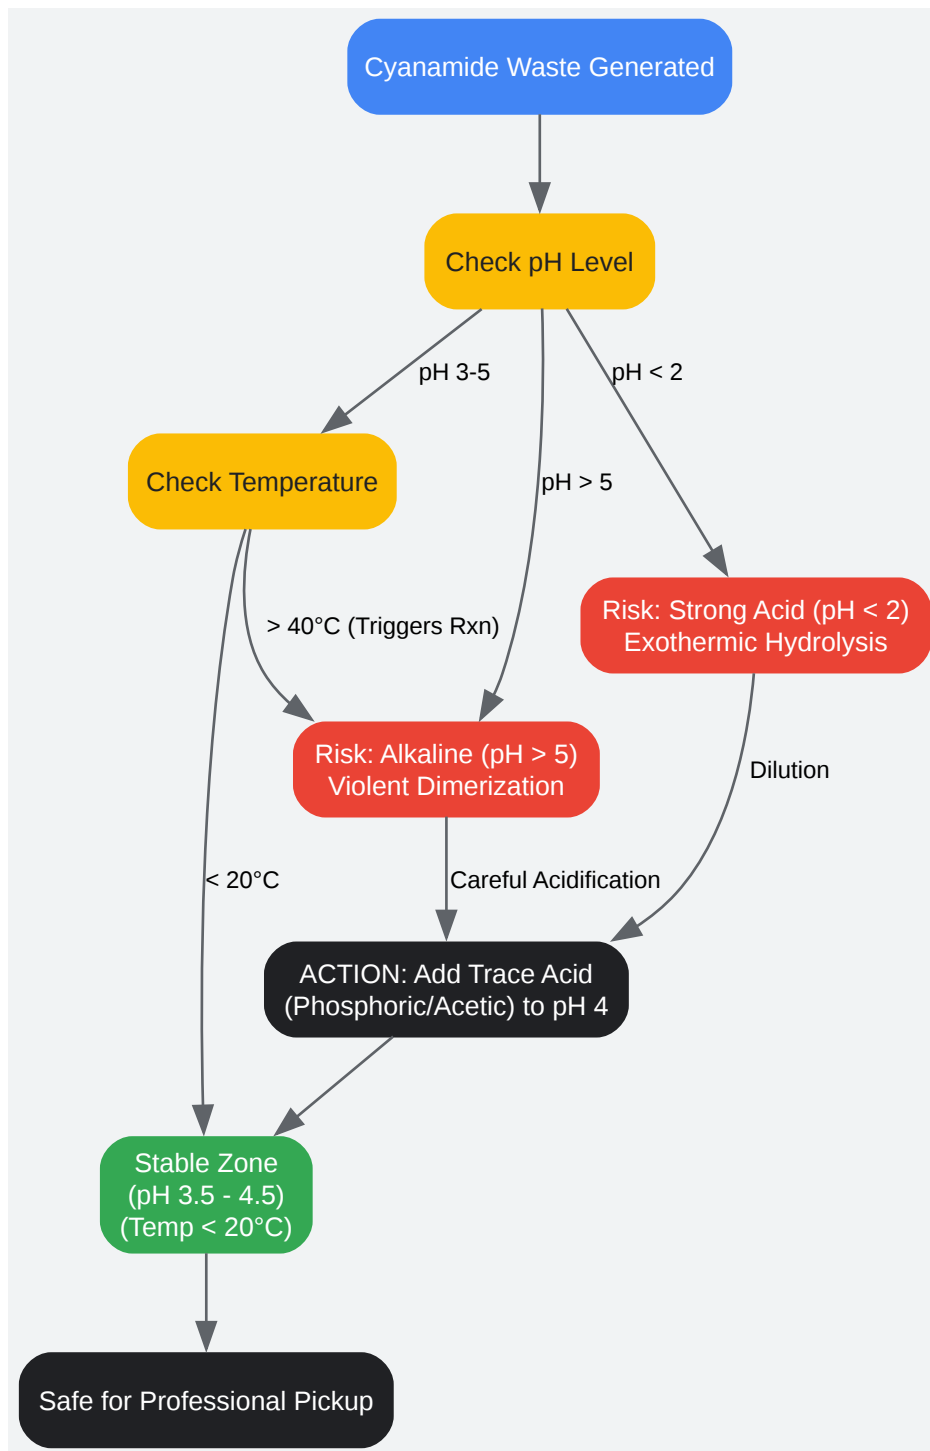 Cyanamide Waste Generated
Check pH Level
pH 3-5
pH < 2
Check Temperature
pH > 5
> 40°C (Triggers Rxn)
Risk: Strong Acid (pH < 2)
Exothermic Hydrolysis
Risk: Alkaline (pH > 5)
Violent Dimerization
Dilution
< 20°C
Careful Acidification
ACTION: Add Trace Acid
(Phosphoric/Acetic) to pH 4
Stable Zone
(pH 3.5 - 4.5)
(Temp < 20°C)
Safe for Professional Pickup